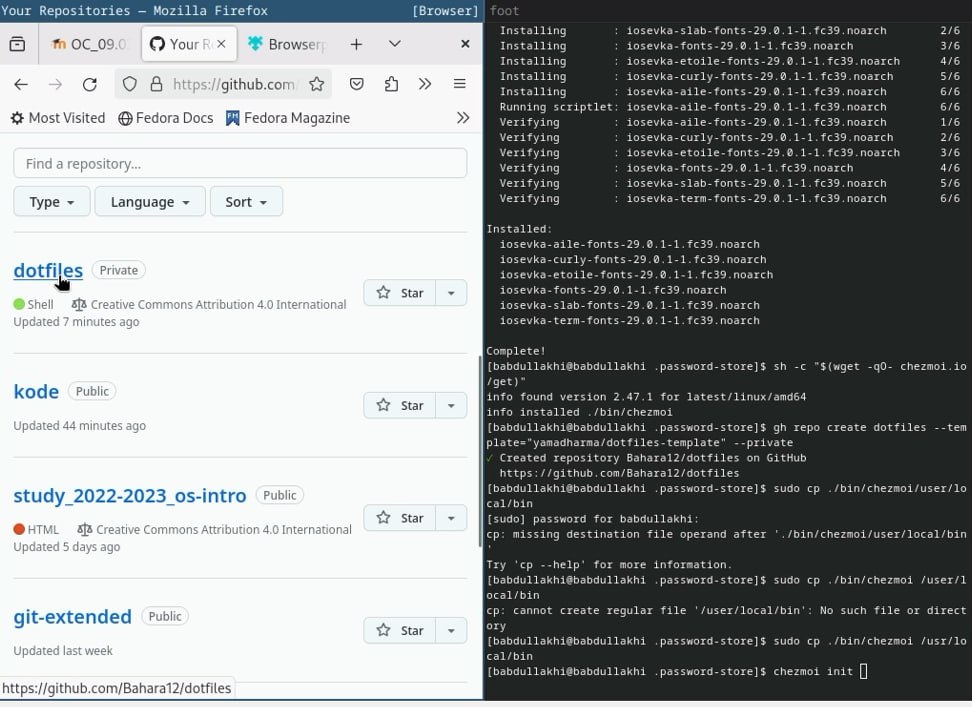 Your Repositories — Mozilla Firefox [Browser]
OC_09.0
Your R
Browserp
https://github.com
Most Visited
Fedora Docs
Fedora Magazine
Find a repository...
Type
Language
Sort
dotfiles
Private
Shell
Creative Commons Attribution 4.0 International
Updated 7 minutes ago
Star
kode
Public
Updated 44 minutes ago
Star
study_2022-2023_os-intro
Public
HTML
Creative Commons Attribution 4.0 International
Updated 5 days ago
Star
git-extended
Public
Updated last week
Star
https://github.com/Bahara12/dotfiles
foot
Installing : iosevka-slab-fonts-29.0.1-1.fc39.noarch 2/6
Installing : iosevka-fonts-29.0.1-1.fc39.noarch 3/6
Installing : iosevka-etoile-fonts-29.0.1-1.fc39.noarch 4/6
Installing : iosevka-curly-fonts-29.0.1-1.fc39.noarch 5/6
Installing : iosevka-aile-fonts-29.0.1-1.fc39.noarch 6/6
Running scriptlet: iosevka-aile-fonts-29.0.1-1.fc39.noarch 6/6
Verifying : iosevka-aile-fonts-29.0.1-1.fc39.noarch 1/6
Verifying : iosevka-curly-fonts-29.0.1-1.fc39.noarch 2/6
Verifying : iosevka-etoile-fonts-29.0.1-1.fc39.noarch 3/6
Verifying : iosevka-fonts-29.0.1-1.fc39.noarch 4/6
Verifying : iosevka-slab-fonts-29.0.1-1.fc39.noarch 5/6
Verifying : iosevka-term-fonts-29.0.1-1.fc39.noarch 6/6
Installed:
iosevka-aile-fonts-29.0.1-1.fc39.noarch
iosevka-curly-fonts-29.0.1-1.fc39.noarch
iosevka-etoile-fonts-29.0.1-1.fc39.noarch
iosevka-fonts-29.0.1-1.fc39.noarch
iosevka-slab-fonts-29.0.1-1.fc39.noarch
iosevka-term-fonts-29.0.1-1.fc39.noarch
Complete!
[babdullakhi@babdullakhi .password-store]$ sh -c "$(wget -qO- chezmoi.io
/get)"
info found version 2.47.1 for latest/linux/amd64
info installed ./bin/chezmoi
[babdullakhi@babdullakhi .password-store]$ gh repo create dotfiles --tem
plate="yamadharma/dotfiles-template" --private
✓ Created repository Bahara12/dotfiles on GitHub
https://github.com/Bahara12/dotfiles
[babdullakhi@babdullakhi .password-store]$ sudo cp ./bin/chezmoi/user/lo
cal/bin
[sudo] password for babdullakhi:
cp: missing destination file operand after './bin/chezmoi/user/local/bin
'
Try 'cp --help' for more information.
[babdullakhi@babdullakhi .password-store]$ sudo cp ./bin/chezmoi /user/l
ocal/bin
cp: cannot create regular file '/user/local/bin': No such file or direct
ory
[babdullakhi@babdullakhi .password-store]$ sudo cp ./bin/chezmoi /usr/lo
cal/bin
[babdullakhi@babdullakhi .password-store]$ chezmoi init